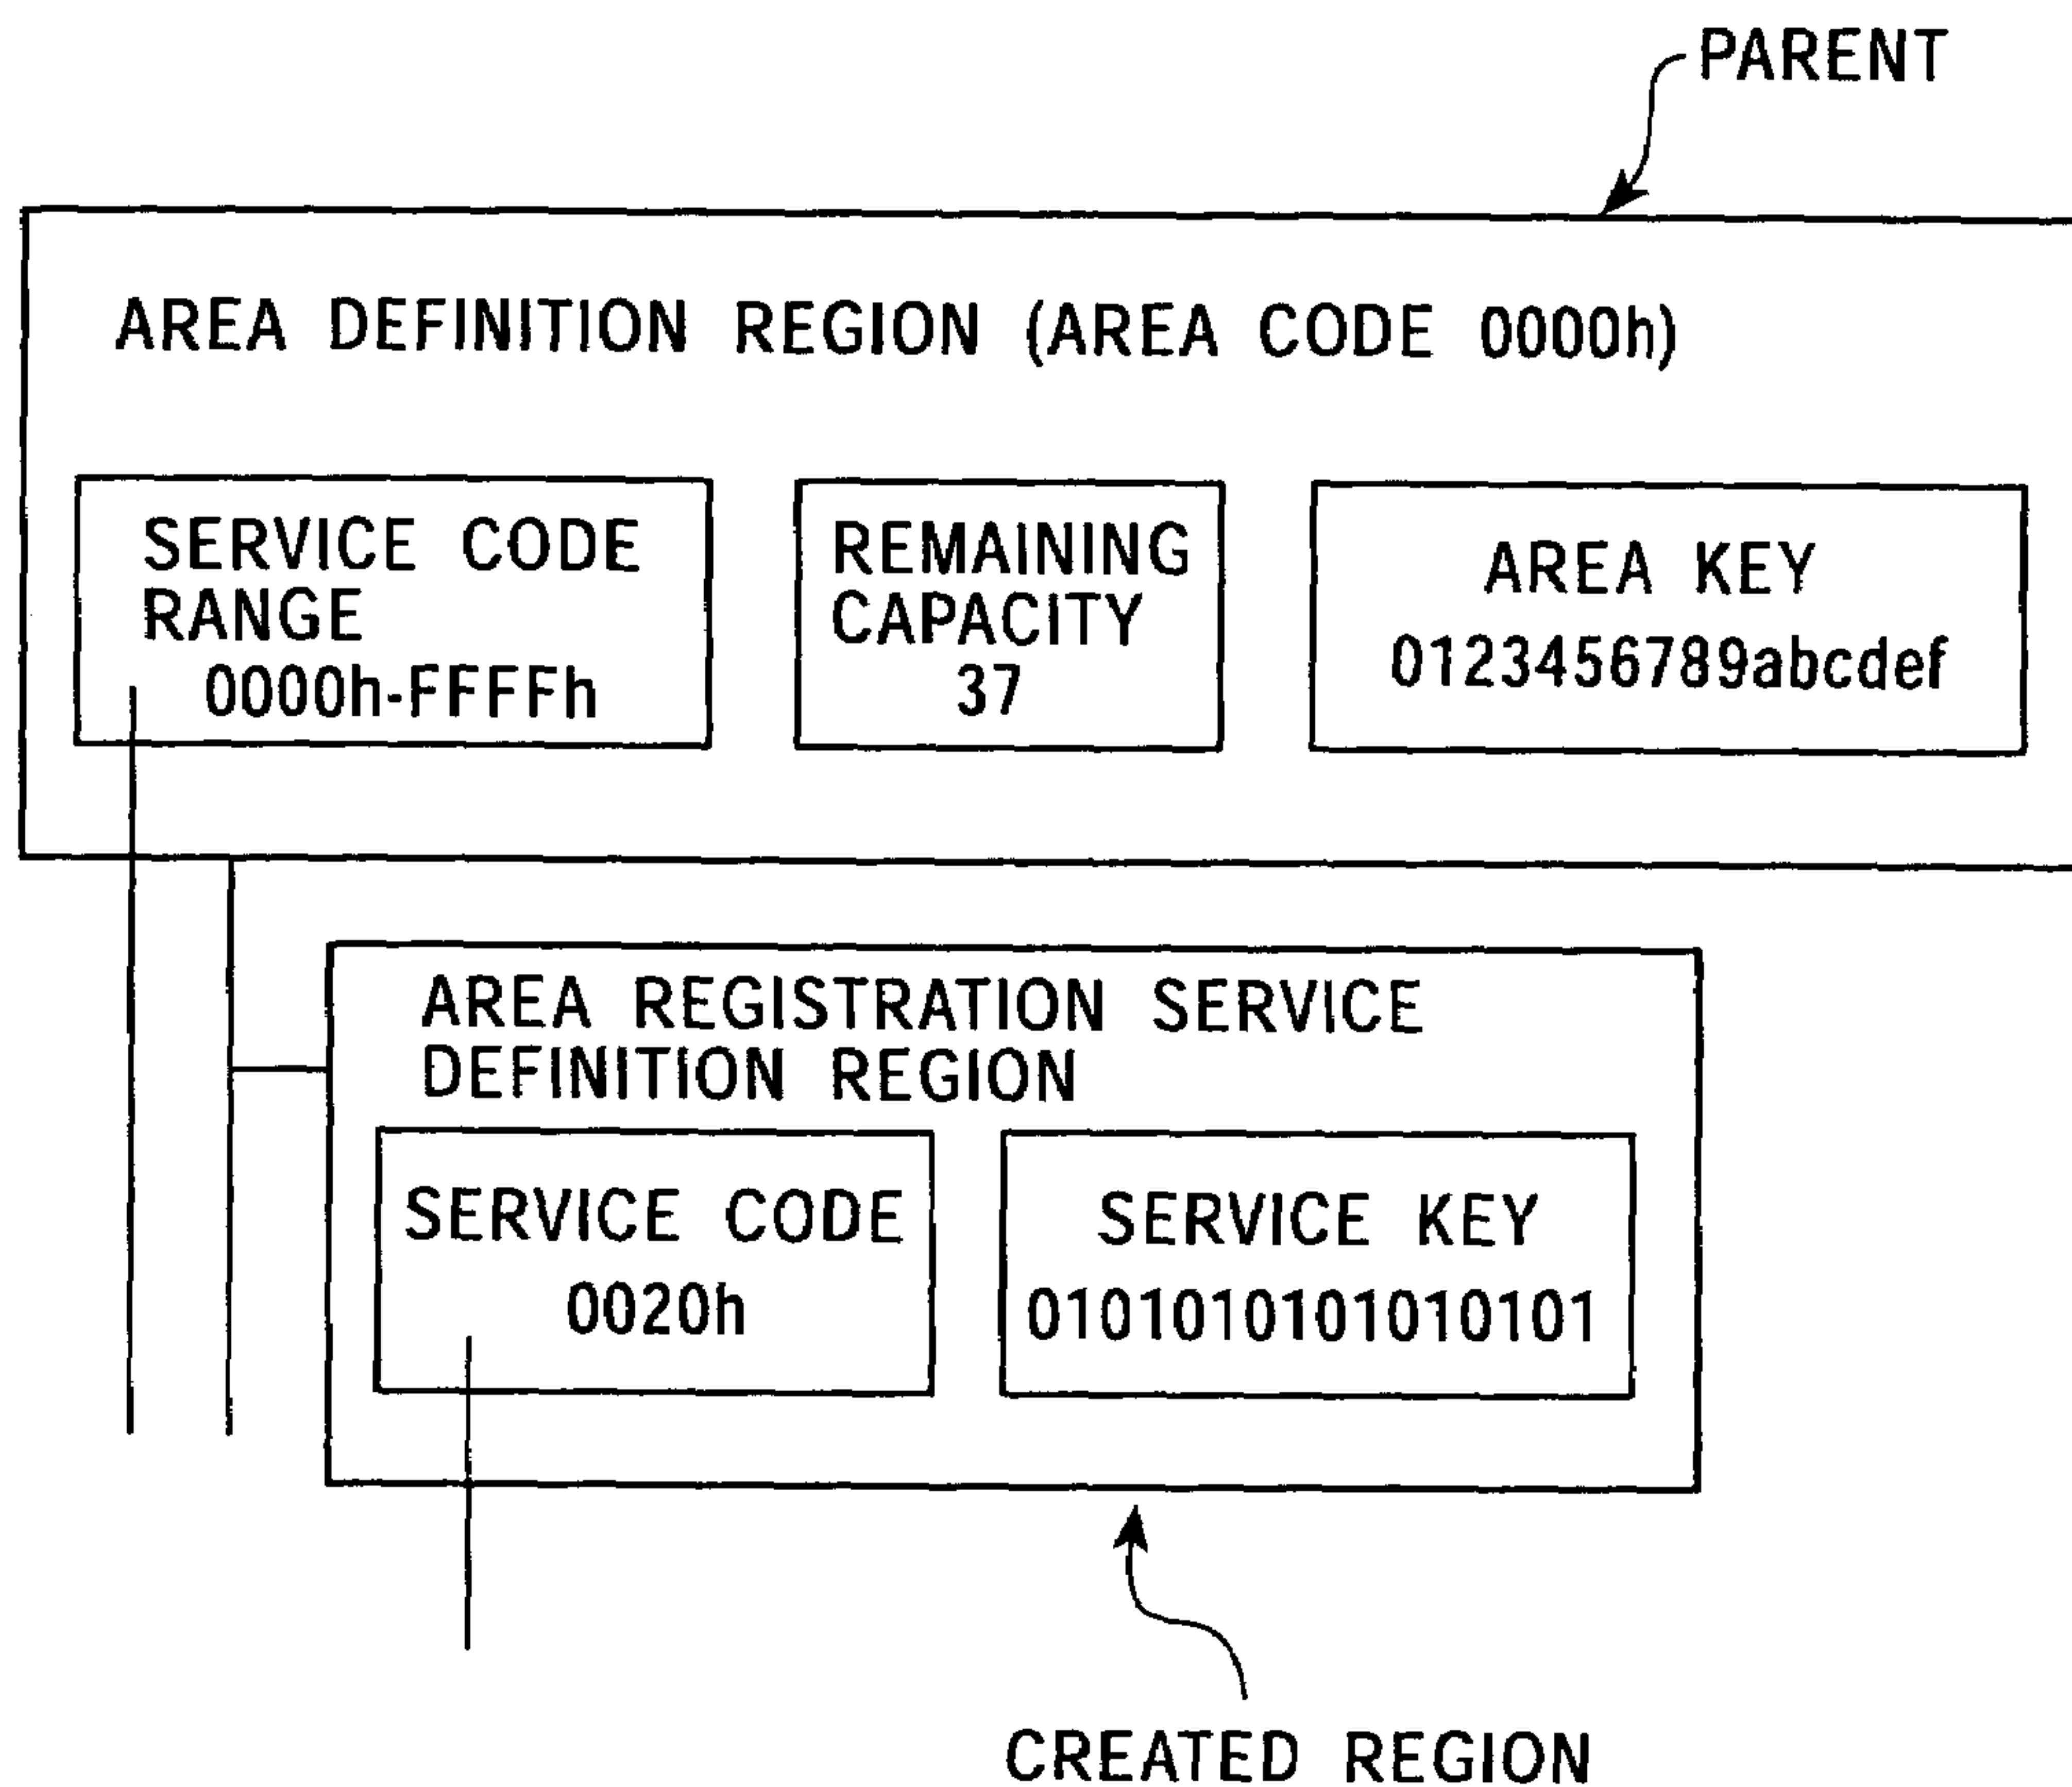 PARENT
AREA DEFINITION REGION (AREA CODE 0000h)
SERVICE CODE
RANGE
0000h-FFFFh
REMAINING
CAPACITY
37
AREA KEY
0123456789abcdef
AREA REGISTRATION SERVICE
DEFINITION REGION
SERVICE CODE
0020h
SERVICE KEY
0101010101010101
CREATED REGION